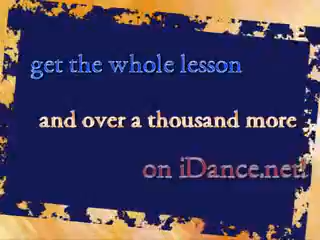 get the whole lesson
and over a thousand more
on iDance.net!